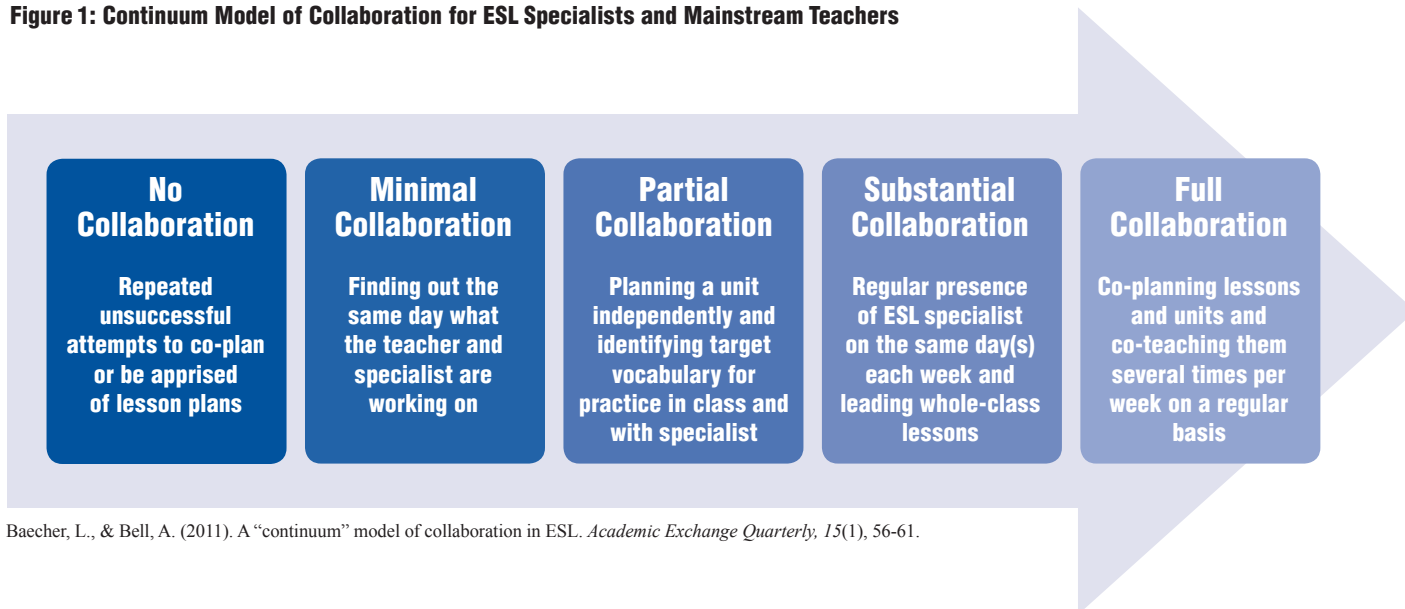 Figure 1: Continuum Model of Collaboration for ESL Specialists and Mainstream Teachers
No
Collaboration
Repeated
unsuccessful
attempts to co-plan
or be apprised
of lesson plans
Minimal
Collaboration
Finding out the
same day what
the teacher and
specialist are
working on
Partial
Collaboration
Planning a unit
independently and
identifying target
vocabulary for
practice in class and
with specialist
Substantial
Collaboration
Regular presence
of ESL specialist
on the same day(s)
each week and
leading whole-class
lessons
Full
Collaboration
Co-planning lessons
and units and
co-teaching them
several times per
week on a regular
basis
Baecher, L., & Bell, A. (2011). A “continuum” model of collaboration in ESL. Academic Exchange Quarterly, 15(1), 56-61.